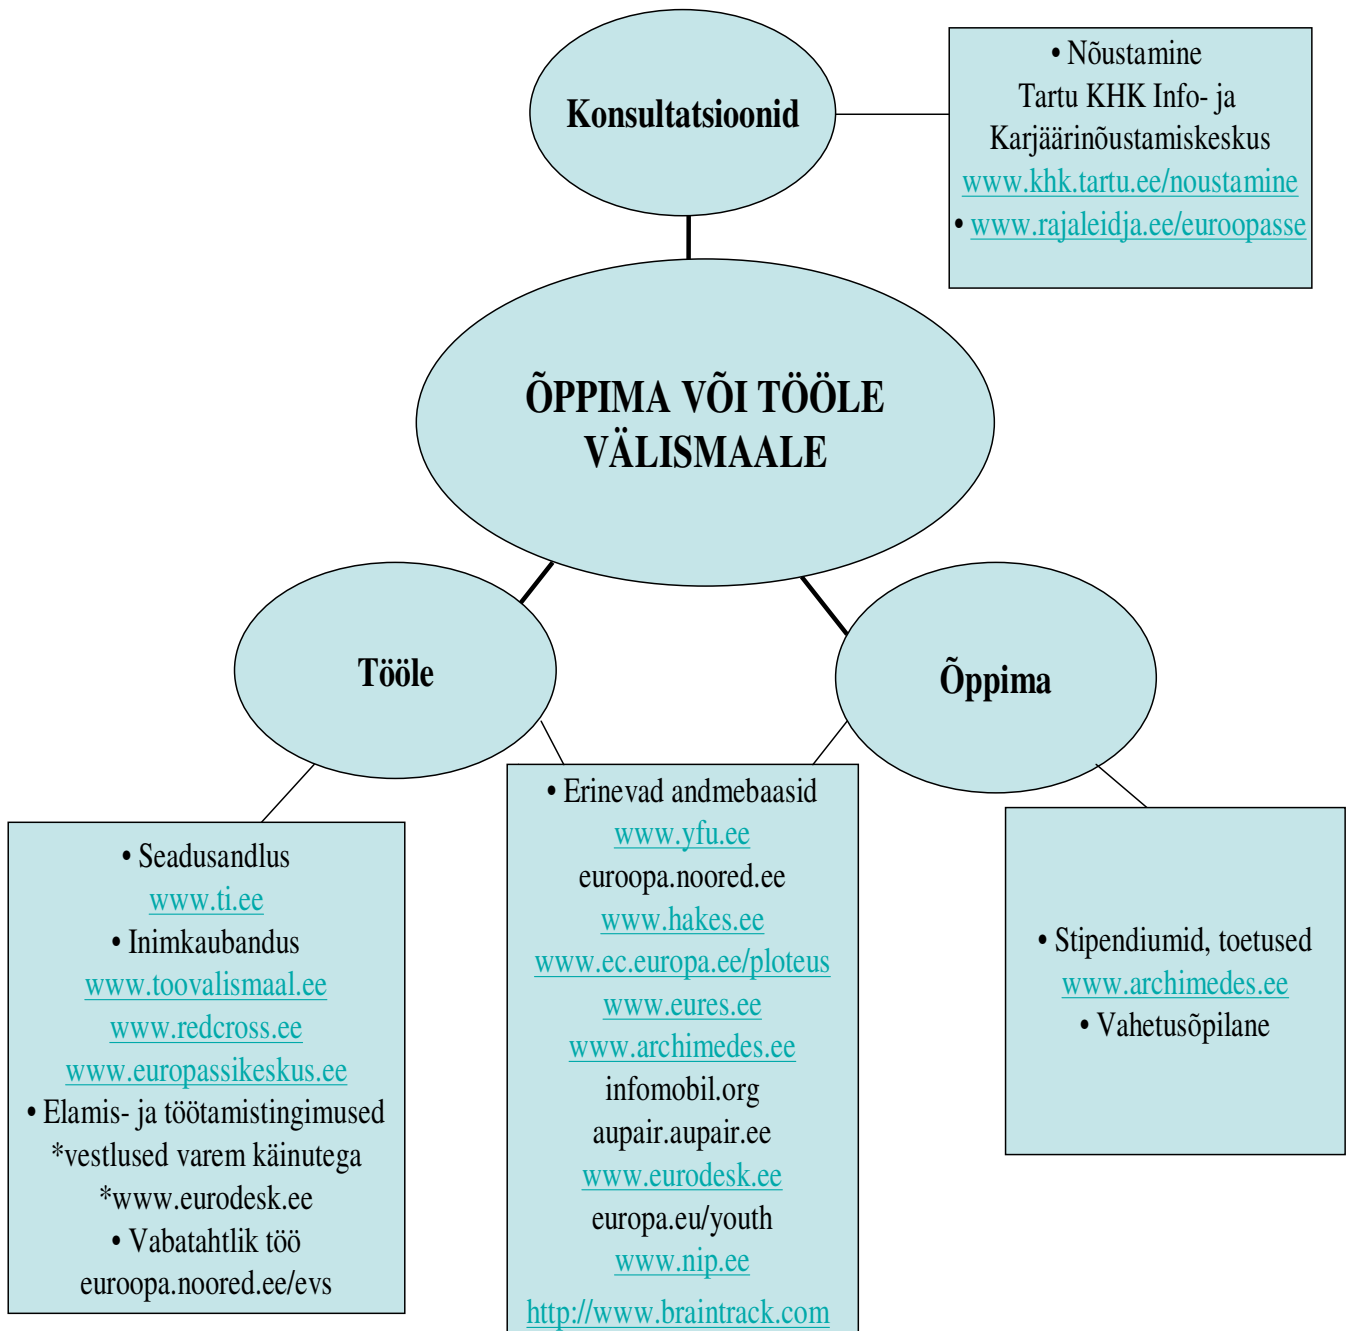 Konsultatsioonid
• Nõustamine
Tartu KHK Info- ja
Karjäärinõustamiskeskus
www.khk.tartu.ee/noustamine
• www.rajaleidja.ee/euroopasse
ÕPPIMA VÕI TÖÖLE
VÄLISMAALE
Tööle
Õppima
• Seadusandlus
www.ti.ee
• Inimkaubandus
www.toovalismaal.ee
www.redcross.ee
www.europassikeskus.ee
• Elamis- ja töötamistingimused
*vestlused varem käinutega
*www.eurodesk.ee
• Vabatahtlik töö
euroopa.noored.ee/evs
• Erinevad andmebaasid
www.yfu.ee
euroopa.noored.ee
www.hakes.ee
www.ec.europa.ee/ploteus
www.eures.ee
www.archimedes.ee
infomobil.org
aupair.aupair.ee
www.eurodesk.ee
europa.eu/youth
www.nip.ee
http://www.braintrack.com
• Stipendiumid, toetused
www.archimedes.ee
• Vahetusõpilane